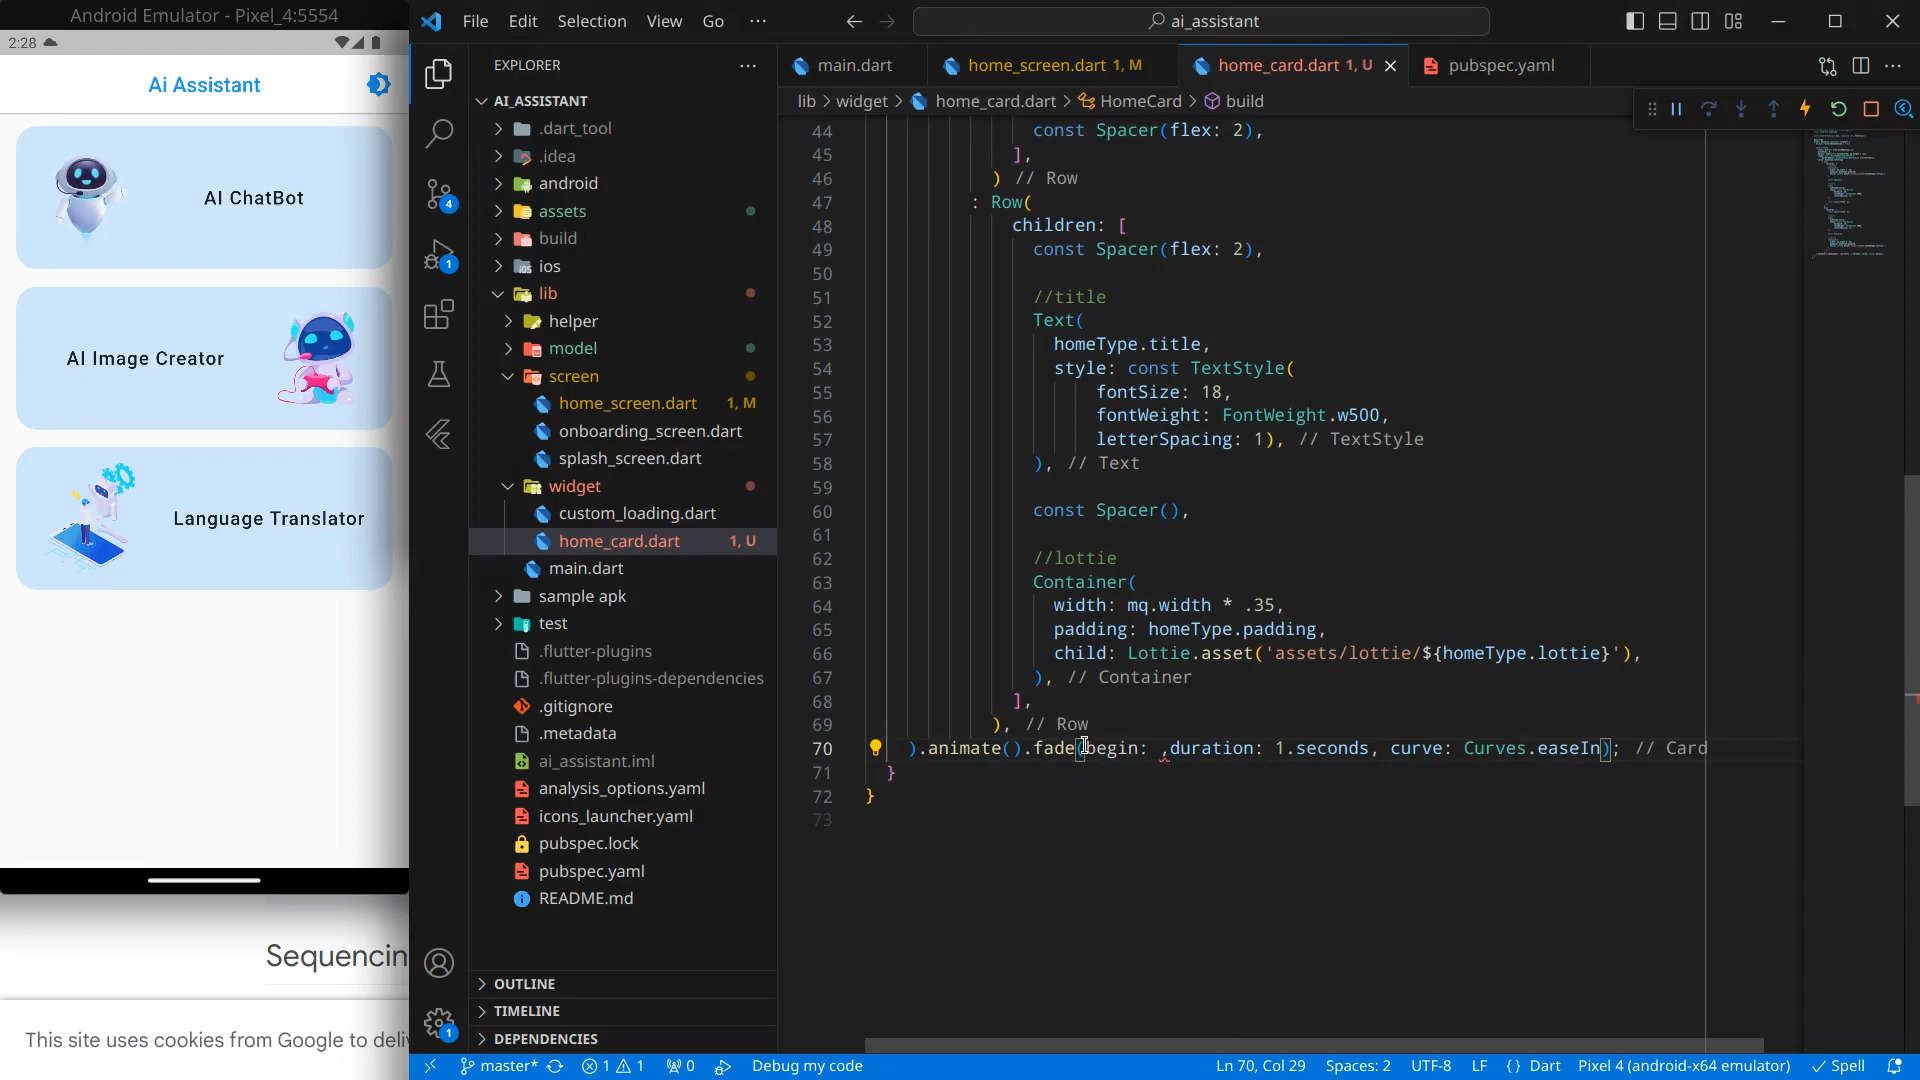 Android Emulator - Pixel_4:5554
2:28
Ai Assistant
AI ChatBot
AI Image Creator
Language Translator
Sequencin
This site uses cookies from Google to deli
File Edit Selection View Go ···
ai_assistant
EXPLORER
AI_ASSISTANT
.dart_tool
.idea
android
assets
build
ios
lib
helper
model
screen
home_screen.dart 1, M
onboarding_screen.dart
splash_screen.dart
widget
custom_loading.dart
home_card.dart 1, U
main.dart
sample apk
test
.flutter-plugins
.flutter-plugins-dependencies
.gitignore
.metadata
ai_assistant.iml
analysis_options.yaml
icons_launcher.yaml
pubspec.lock
pubspec.yaml
README.md
OUTLINE
TIMELINE
DEPENDENCIES
4
1
1
main.dart
home_screen.dart 1, M
home_card.dart 1, U
pubspec.yaml
lib > widget > home_card.dart > HomeCard > build
44 const Spacer(flex: 2),
45 ],
46 ) // Row
47 : Row(
48 children: [
49 const Spacer(flex: 2),
50
51 //title
52 Text(
53 homeType.title,
54 style: const TextStyle(
55 fontSize: 18,
56 fontWeight: FontWeight.w500,
57 letterSpacing: 1), // TextStyle
58 ), // Text
59
60 const Spacer(),
61
62 //lottie
63 Container(
64 width: mq.width * .35,
65 padding: homeType.padding,
66 child: Lottie.asset('assets/lottie/${homeType.lottie}'),
67 ), // Container
68 ],
69 ), // Row
70 ).animate().fade(begin: ,duration: 1.seconds, curve: Curves.easeIn); // Card
71 }
72 }
73
master* 1 1 0 Debug my code Ln 70, Col 29 Spaces: 2 UTF-8 LF {} Dart Pixel 4 (android-x64 emulator) Spell